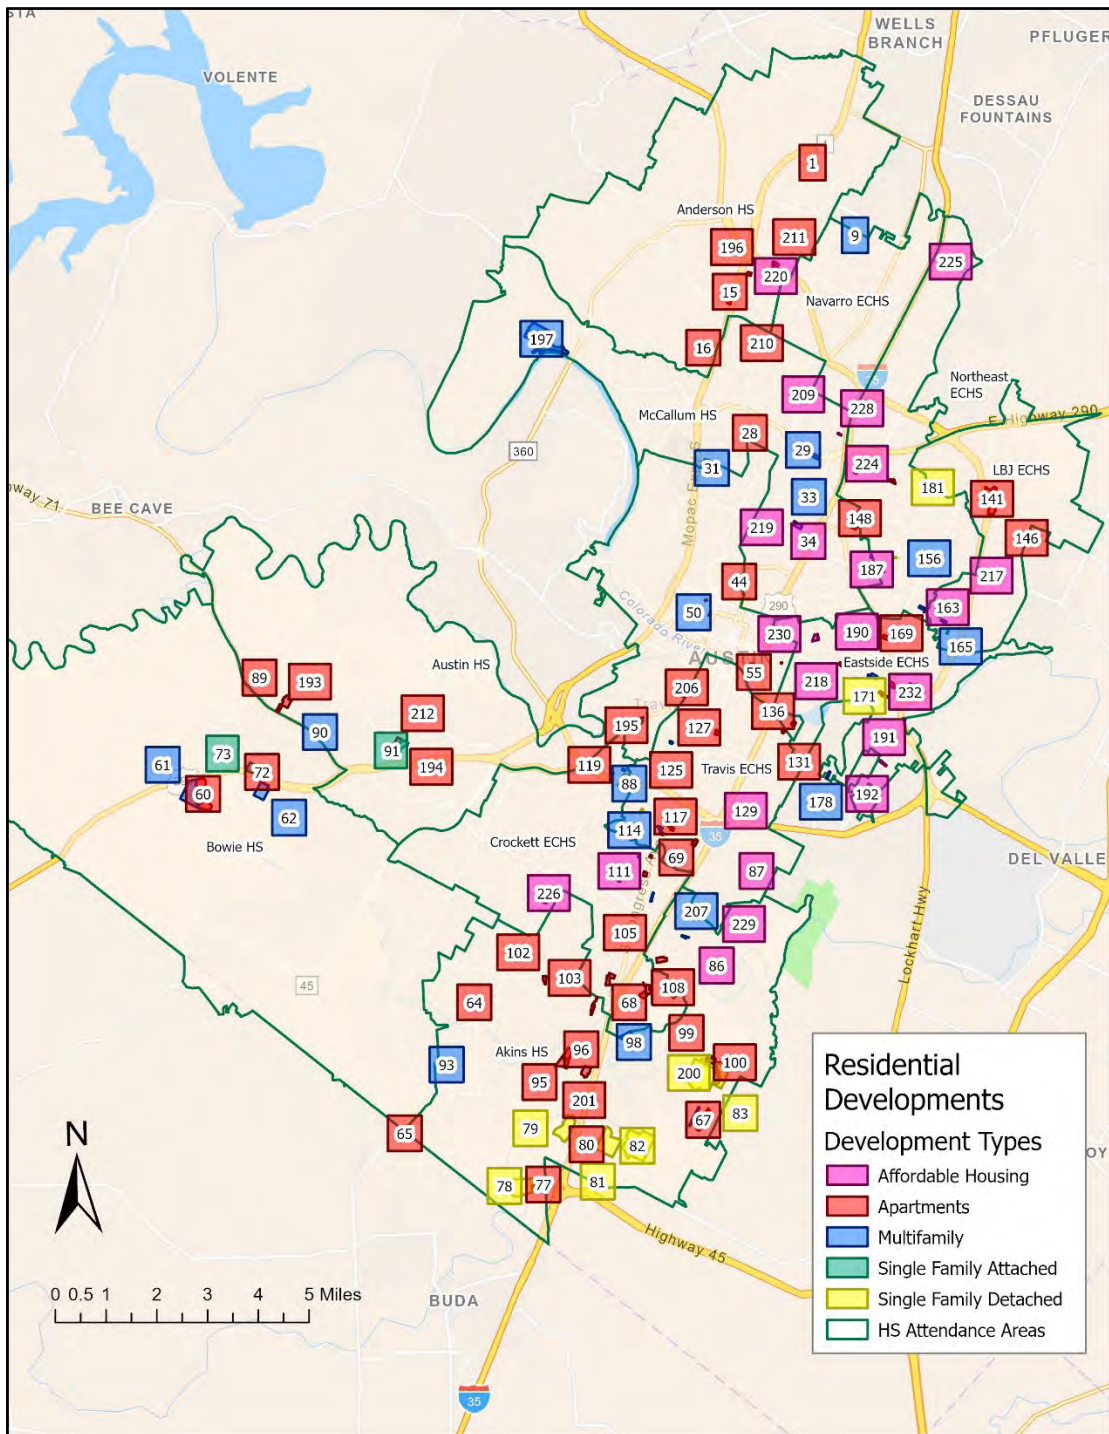 STA
WELLS
BRANCH
PFLUGER
VOLENTE
DESSAU
FOUNTAINS
1
Anderson HS
211
9
196
225
220
15
Navarro ECHS
197
16
210
Northeast
ECHS
209
228
McCallum HS
E Highway 290
28
360
29
31
224
LBJ ECHS
181
hway 71
Mopac Exp S
33
141
BEE CAVE
148
219
34
146
156
187
217
44
290
50
163
Colorado River
230
190
169
165
AUSTIN
Austin HS
Eastside ECHS
55
89
193
206
218
171
232
212
136
195
127
90
191
73
91
61
72
194
119
125
Travis ECHS
131
88
60
192
178
129
62
117
114
35
Bowie HS
Crockett ECHS
69
DEL VALLE
111
87
226
207
229
105
Lockhart Hwy
102
86
103
45
108
64
68
99
98
96
Akins HS
93
100
200
95
201
67
83
79
65
80
82
78
77
81
Highway 45
OY
BUDA
35
N
0 0.5 1 2 3 4 5 Miles
Residential
Developments
Development Types
Affordable Housing
Apartments
Multifamily
Single Family Attached
Single Family Detached
HS Attendance Areas